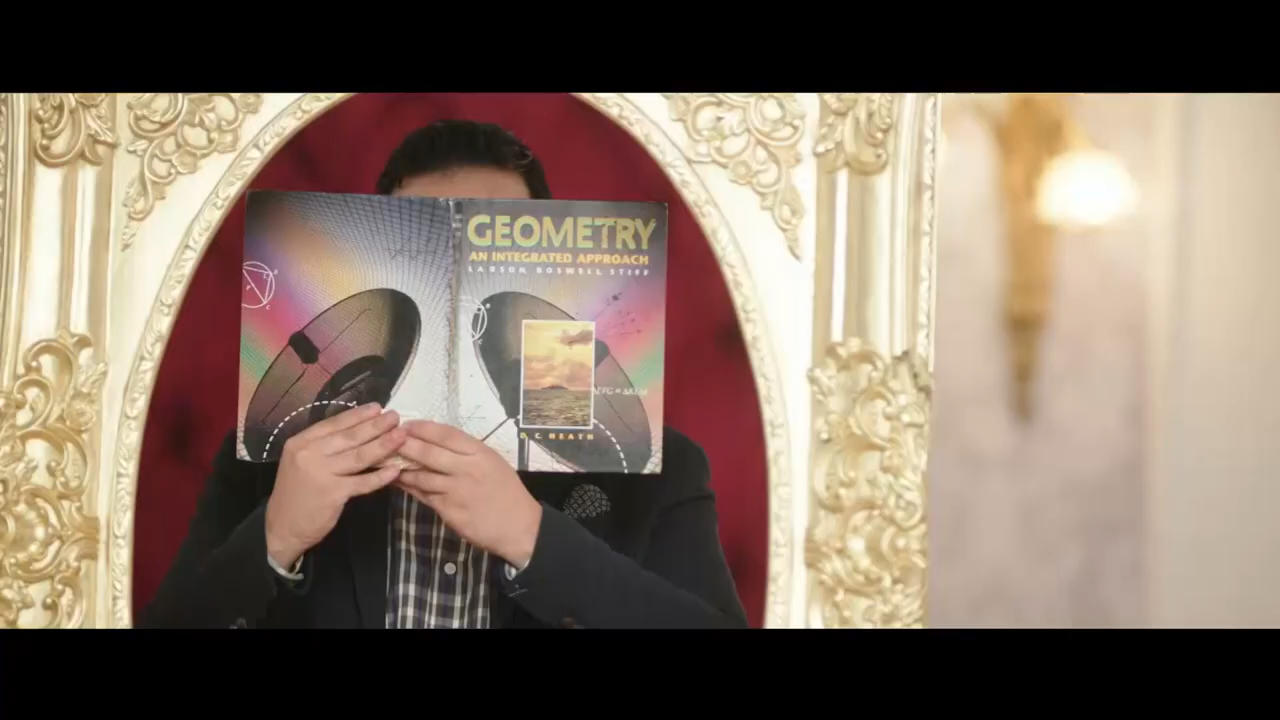 GEOMETRY
AN INTEGRATED APPROACH
LARSON, BOSWELL, STIFF
D. C. HEATH